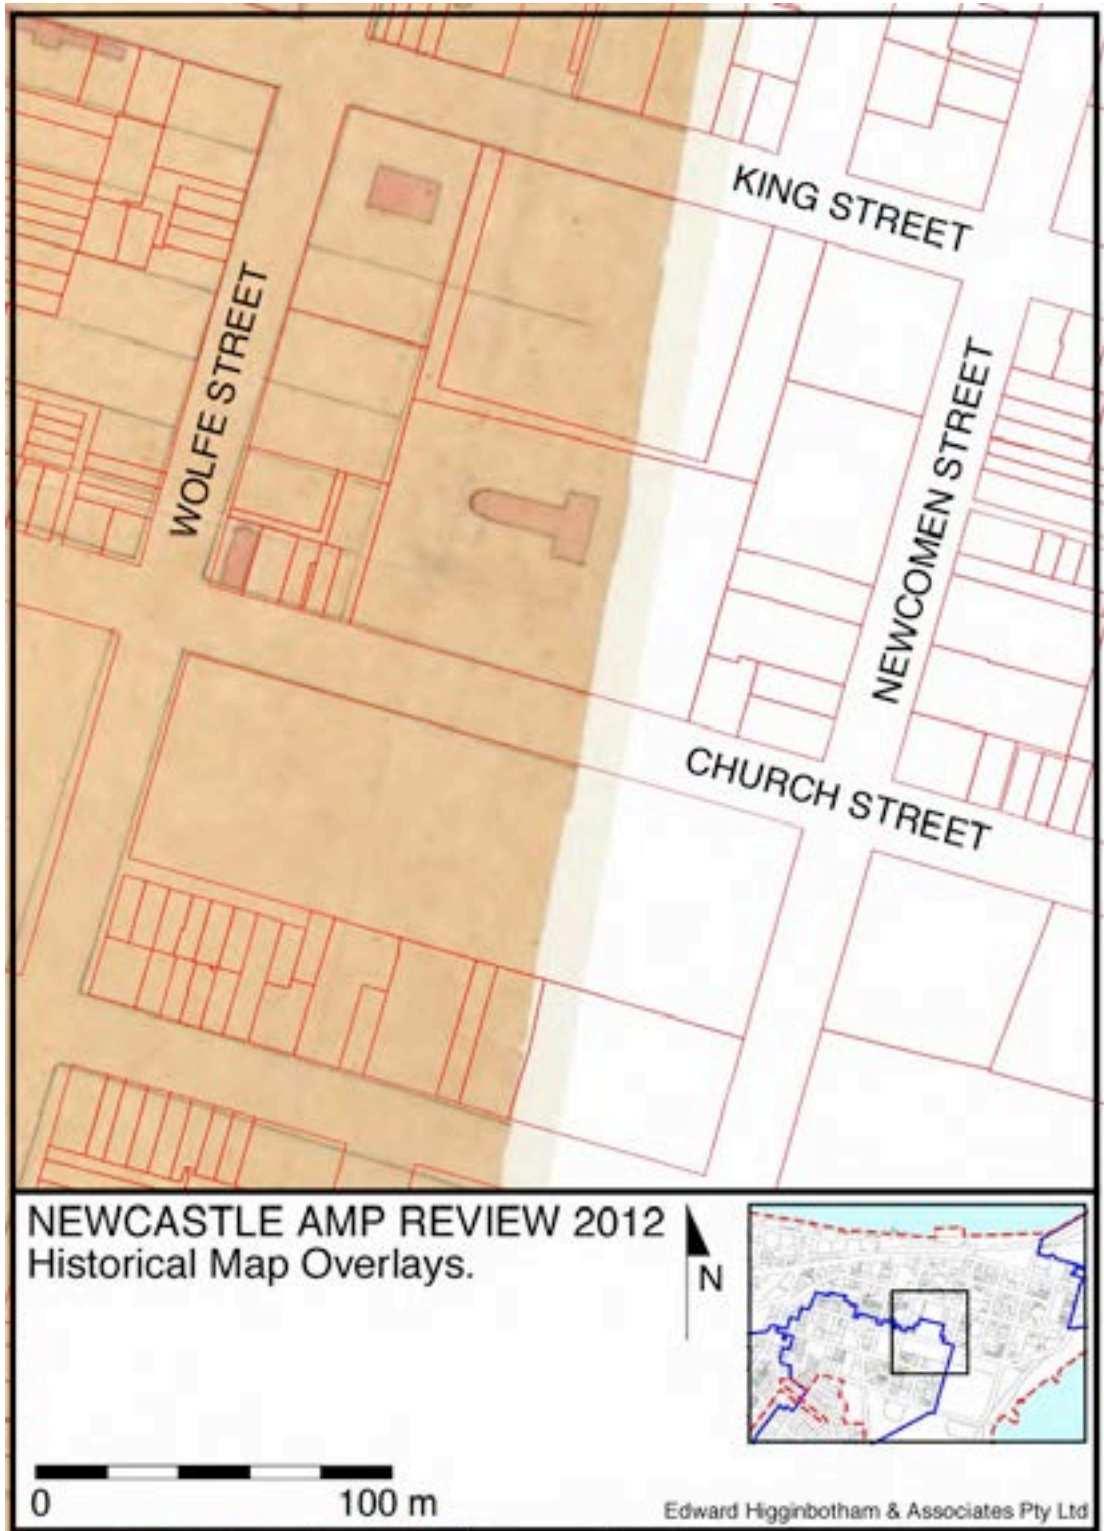 KING STREET
WOLFE STREET
NEWCOMEN STREET
CHURCH STREET
NEWCASTLE AMP REVIEW 2012
Historical Map Overlays.
N
0 100 m
Edward Higginbotham & Associates Pty Ltd